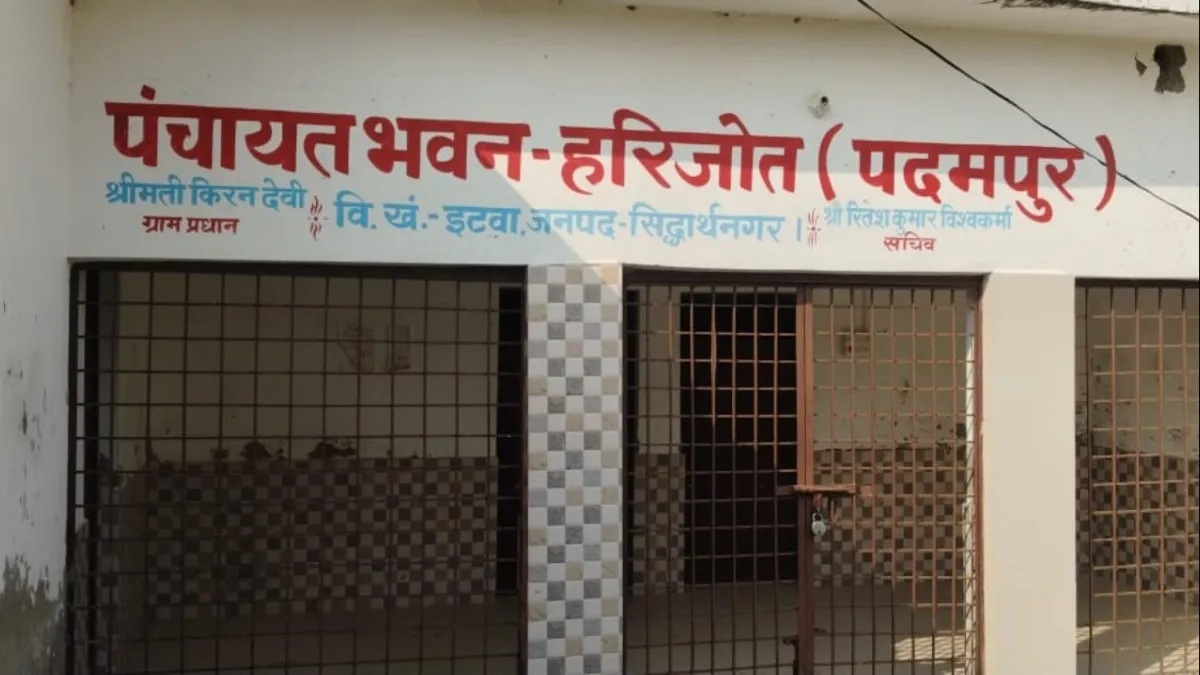 पंचायत भवन-हरिजोत (पदमपुर)
श्रीमती किरन देवी
ग्राम प्रधान
वि. खं.- इटवा, जनपद-सिद्धार्थनगर ।
श्री रितेश कुमार विश्वकर्मा
सचिव